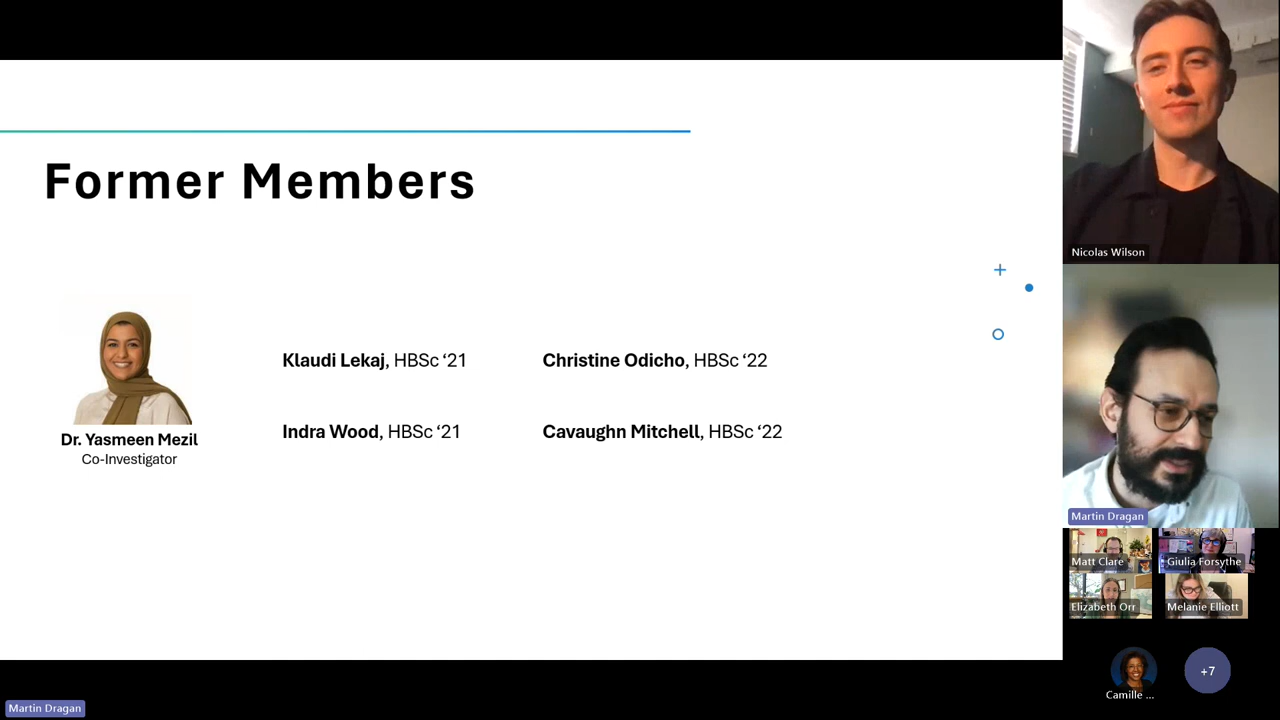 Former Members
Dr. Yasmeen Mezil
Co-Investigator
Klaudi Lekaj, HBSc ‘21
Christine Odicho, HBSc ‘22
Indra Wood, HBSc ‘21
Cavaughn Mitchell, HBSc ‘22
Nicolas Wilson
Martin Dragan
Matt Clare
Giulia Forsythe
Elizabeth Orr
Melanie Elliott
Camille ...
+7
Martin Dragan